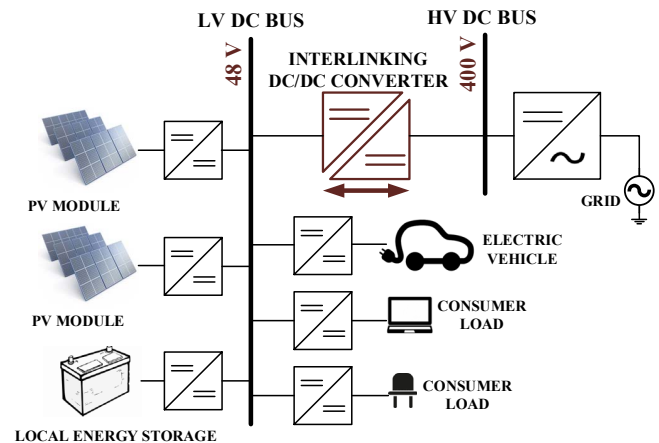 LV DC BUS
HV DC BUS
48 V
INTERLINKING
DC/DC CONVERTER
400 V
PV MODULE
GRID
ELECTRIC
VEHICLE
PV MODULE
CONSUMER
LOAD
CONSUMER
LOAD
LOCAL ENERGY STORAGE